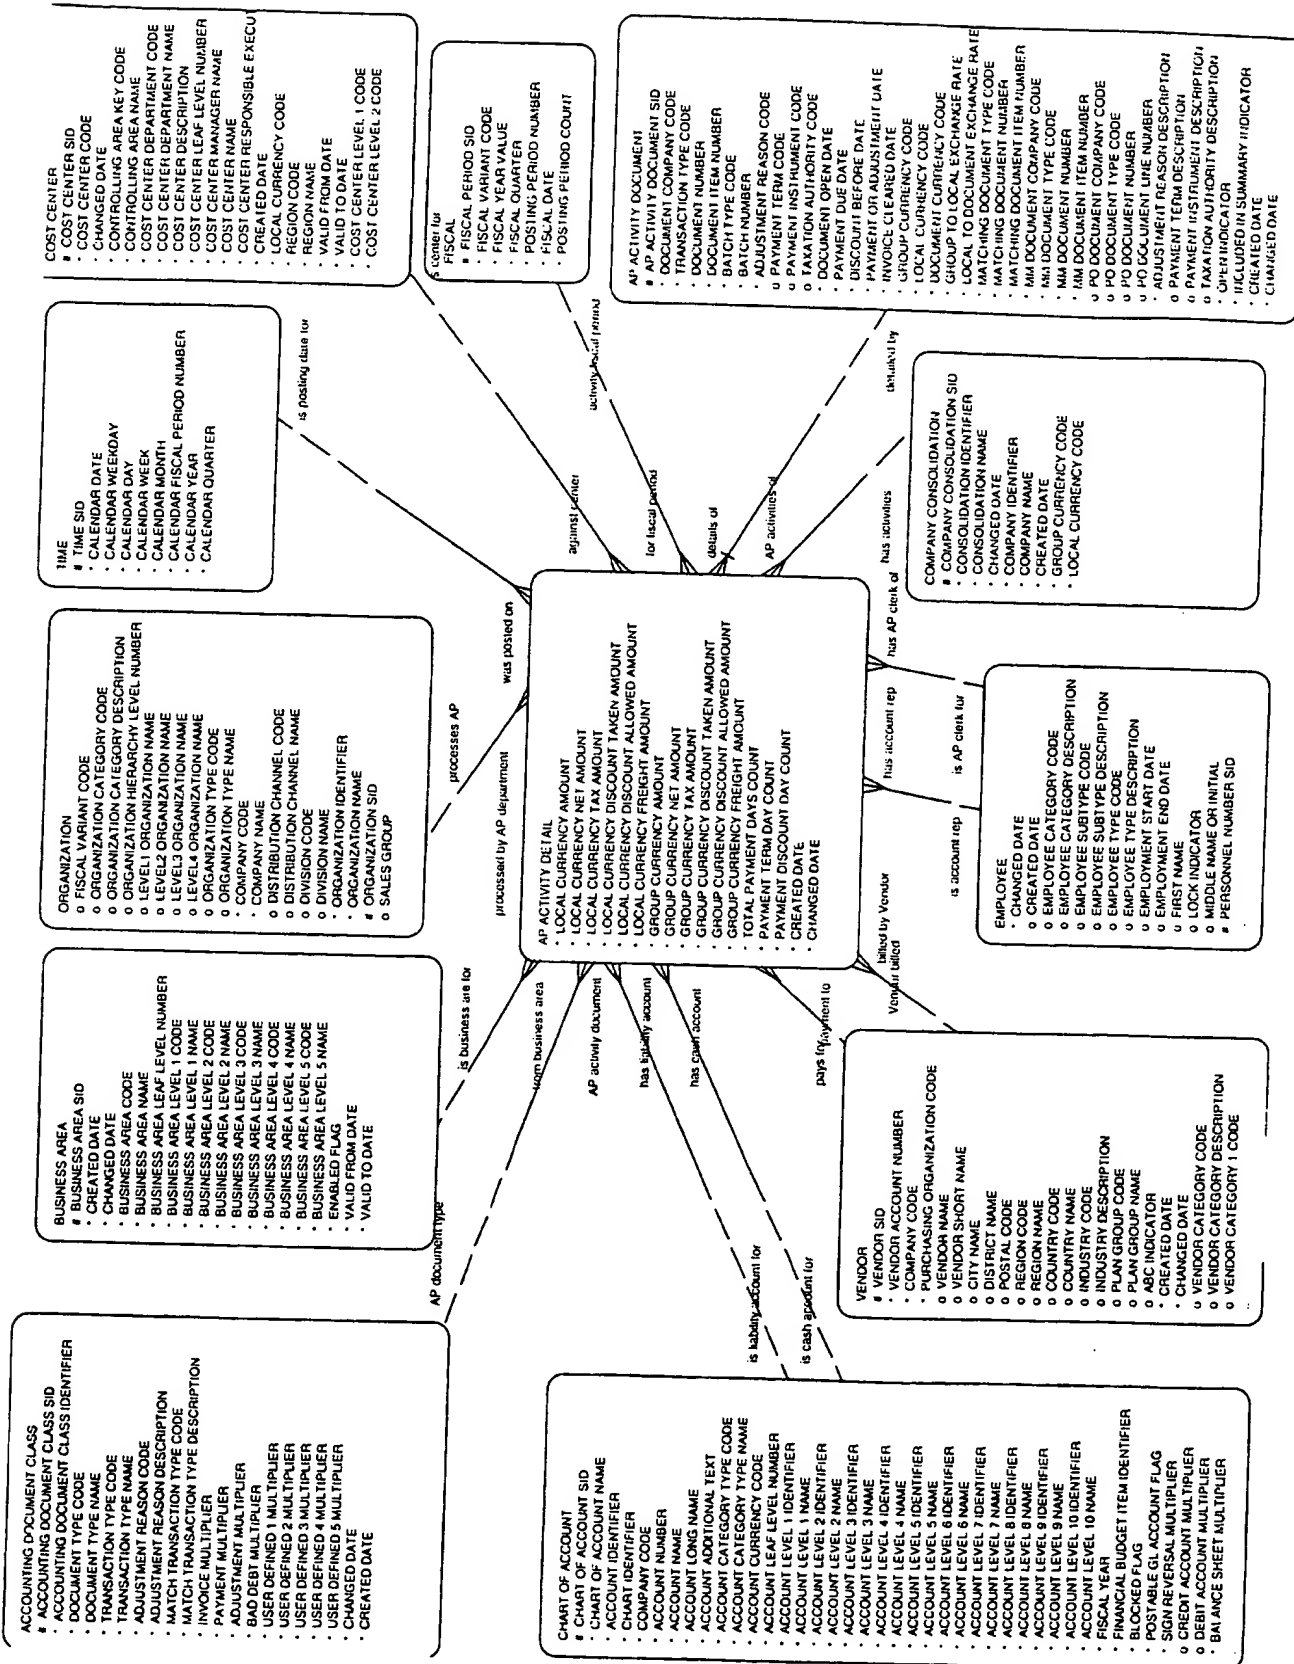 ACCOUNTING DOCUMENT CLASS
# ACCOUNTING DOCUMENT CLASS SID
· ACCOUNTING DOCUMENT CLASS IDENTIFIER
· DOCUMENT TYPE CODE
· DOCUMENT TYPE NAME
· TRANSACTION TYPE CODE
· TRANSACTION TYPE NAME
· ADJUSTMENT REASON CODE
· ADJUSTMENT REASON DESCRIPTION
· MATCH TRANSACTION TYPE CODE
· MATCH TRANSACTION TYPE DESCRIPTION
· INVOICE MULTIPLIER
· PAYMENT MULTIPLIER
· ADJUSTMENT MULTIPLIER
· BAD DEBT MULTIPLIER
· USER DEFINED 1 MULTIPLIER
· USER DEFINED 2 MULTIPLIER
· USER DEFINED 3 MULTIPLIER
· USER DEFINED 4 MULTIPLIER
· USER DEFINED 5 MULTIPLIER
· CHANGED DATE
· CREATED DATE
BUSINESS AREA
# BUSINESS AREA SID
· CREATED DATE
· CHANGED DATE
· BUSINESS AREA CODE
· BUSINESS AREA NAME
· BUSINESS AREA LEAF LEVEL NUMBER
· BUSINESS AREA LEVEL 1 CODE
· BUSINESS AREA LEVEL 1 NAME
· BUSINESS AREA LEVEL 2 CODE
· BUSINESS AREA LEVEL 2 NAME
· BUSINESS AREA LEVEL 3 CODE
· BUSINESS AREA LEVEL 3 NAME
· BUSINESS AREA LEVEL 4 CODE
· BUSINESS AREA LEVEL 4 NAME
· BUSINESS AREA LEVEL 5 CODE
· BUSINESS AREA LEVEL 5 NAME
· ENABLED FLAG
· VALID FROM DATE
· VALID TO DATE
ORGANIZATION
o FISCAL VARIANT CODE
o ORGANIZATION CATEGORY CODE
o ORGANIZATION CATEGORY DESCRIPTION
o ORGANIZATION HIERARCHY LEVEL NUMBER
o LEVEL1 ORGANIZATION NAME
o LEVEL2 ORGANIZATION NAME
o LEVEL3 ORGANIZATION NAME
o LEVEL4 ORGANIZATION NAME
o ORGANIZATION TYPE CODE
o ORGANIZATION TYPE NAME
· COMPANY CODE
· COMPANY NAME
o DISTRIBUTION CHANNEL CODE
o DISTRIBUTION CHANNEL NAME
o DIVISION CODE
o DIVISION NAME
· ORGANIZATION IDENTIFIER
· ORGANIZATION NAME
# ORGANIZATION SID
o SALES GROUP
TIME
# TIME SID
· CALENDAR DATE
· CALENDAR WEEKDAY
· CALENDAR DAY
· CALENDAR WEEK
· CALENDAR MONTH
· CALENDAR FISCAL PERIOD NUMBER
· CALENDAR YEAR
· CALENDAR QUARTER
COST CENTER
# COST CENTER SID
· COST CENTER CODE
· CHANGED DATE
· CONTROLLING AREA KEY CODE
· CONTROLLING AREA NAME
· COST CENTER DEPARTMENT CODE
· COST CENTER DEPARTMENT NAME
· COST CENTER DESCRIPTION
· COST CENTER LEAF LEVEL NUMBER
· COST CENTER MANAGER NAME
· COST CENTER NAME
· COST CENTER RESPONSIBLE EXECU
· CREATED DATE
· LOCAL CURRENCY CODE
· REGION CODE
· REGION NAME
· VALID FROM DATE
· VALID TO DATE
· COST CENTER LEVEL 1 CODE
· COST CENTER LEVEL 2 CODE
AP document type
is business are for
processes AP
is posting date for
is center for
from business area
processed by AP department
was posted on
against center
FISCAL
# FISCAL PERIOD SID
· FISCAL VARIANT CODE
· FISCAL YEAR VALUE
· FISCAL QUARTER
· POSTING PERIOD NUMBER
· FISCAL DATE
· POSTING PERIOD COUNT
activity fiscal period
for fiscal period
AP activity document
has liability account
has cash account
is liability account for
is cash account for
AP ACTIVITY DETAIL
· LOCAL CURRENCY AMOUNT
· LOCAL CURRENCY NET AMOUNT
· LOCAL CURRENCY TAX AMOUNT
· LOCAL CURRENCY DISCOUNT TAKEN AMOUNT
· LOCAL CURRENCY DISCOUNT ALLOWED AMOUNT
· LOCAL CURRENCY FREIGHT AMOUNT
· GROUP CURRENCY AMOUNT
· GROUP CURRENCY NET AMOUNT
· GROUP CURRENCY TAX AMOUNT
· GROUP CURRENCY DISCOUNT TAKEN AMOUNT
· GROUP CURRENCY DISCOUNT ALLOWED AMOUNT
· GROUP CURRENCY FREIGHT AMOUNT
· TOTAL PAYMENT DAYS COUNT
· PAYMENT TERM DAY COUNT
· PAYMENT DISCOUNT DAY COUNT
· CREATED DATE
· CHANGED DATE
details of
detailed by
AP activities of
has activities
AP ACTIVITY DOCUMENT
# AP ACTIVITY DOCUMENT SID
· DOCUMENT COMPANY CODE
· TRANSACTION TYPE CODE
· DOCUMENT NUMBER
· DOCUMENT ITEM NUMBER
· BATCH TYPE CODE
· BATCH NUMBER
· ADJUSTMENT REASON CODE
o PAYMENT TERM CODE
o PAYMENT INSTRUMENT CODE
o TAXATION AUTHORITY CODE
· DOCUMENT OPEN DATE
· PAYMENT DUE DATE
· DISCOUNT BEFORE DATE
· PAYMENT OR ADJUSTMENT DATE
· INVOICE CLEARED DATE
· GROUP CURRENCY CODE
· LOCAL CURRENCY CODE
· DOCUMENT CURRENCY CODE
· GROUP TO LOCAL EXCHANGE RATE
· LOCAL TO DOCUMENT EXCHANGE RATE
· MATCHING DOCUMENT TYPE CODE
· MATCHING DOCUMENT NUMBER
· MATCHING DOCUMENT ITEM NUMBER
· MM DOCUMENT COMPANY CODE
· MM DOCUMENT TYPE CODE
· MM DOCUMENT NUMBER
· MM DOCUMENT ITEM NUMBER
o PO DOCUMENT COMPANY CODE
o PO DOCUMENT TYPE CODE
o PO DOCUMENT NUMBER
o PO DOCUMENT LINE NUMBER
· ADJUSTMENT REASON DESCRIPTION
o PAYMENT TERM DESCRIPTION
o PAYMENT INSTRUMENT DESCRIPTION
o TAXATION AUTHORITY DESCRIPTION
· OPEN INDICATOR
· INCLUDED IN SUMMARY INDICATOR
· CREATED DATE
· CHANGED DATE
CHART OF ACCOUNT
# CHART OF ACCOUNT SID
· CHART OF ACCOUNT NAME
· ACCOUNT IDENTIFIER
· CHART IDENTIFIER
· COMPANY CODE
· ACCOUNT NUMBER
· ACCOUNT NAME
· ACCOUNT LONG NAME
· ACCOUNT ADDITIONAL TEXT
· ACCOUNT CATEGORY TYPE CODE
· ACCOUNT CATEGORY TYPE NAME
· ACCOUNT CURRENCY CODE
· ACCOUNT LEAF LEVEL NUMBER
· ACCOUNT LEVEL 1 IDENTIFIER
· ACCOUNT LEVEL 1 NAME
· ACCOUNT LEVEL 2 IDENTIFIER
· ACCOUNT LEVEL 2 NAME
· ACCOUNT LEVEL 3 IDENTIFIER
· ACCOUNT LEVEL 3 NAME
· ACCOUNT LEVEL 4 IDENTIFIER
· ACCOUNT LEVEL 4 NAME
· ACCOUNT LEVEL 5 IDENTIFIER
· ACCOUNT LEVEL 5 NAME
· ACCOUNT LEVEL 6 IDENTIFIER
· ACCOUNT LEVEL 6 NAME
· ACCOUNT LEVEL 7 IDENTIFIER
· ACCOUNT LEVEL 7 NAME
· ACCOUNT LEVEL 8 IDENTIFIER
· ACCOUNT LEVEL 8 NAME
· ACCOUNT LEVEL 9 IDENTIFIER
· ACCOUNT LEVEL 9 NAME
· ACCOUNT LEVEL 10 IDENTIFIER
· ACCOUNT LEVEL 10 NAME
· FISCAL YEAR
· FINANCIAL BUDGET ITEM IDENTIFIER
· BLOCKED FLAG
· POSTABLE GL ACCOUNT FLAG
· SIGN REVERSAL MULTIPLIER
o CREDIT ACCOUNT MULTIPLIER
o DEBIT ACCOUNT MULTIPLIER
· BALANCE SHEET MULTIPLIER
pays for
payment to
billed by Vendor
Vendor billed
VENDOR
# VENDOR SID
· VENDOR ACCOUNT NUMBER
· COMPANY CODE
· PURCHASING ORGANIZATION CODE
o VENDOR NAME
o VENDOR SHORT NAME
o CITY NAME
o DISTRICT NAME
o POSTAL CODE
o REGION CODE
o REGION NAME
o COUNTRY CODE
o COUNTRY NAME
o INDUSTRY CODE
o INDUSTRY DESCRIPTION
o PLAN GROUP CODE
o PLAN GROUP NAME
o ABC INDICATOR
· CREATED DATE
· CHANGED DATE
o VENDOR CATEGORY CODE
o VENDOR CATEGORY DESCRIPTION
o VENDOR CATEGORY 1 CODE
has account rep
has AP clerk of
is account rep
is AP clerk for
EMPLOYEE
· CHANGED DATE
o CREATED DATE
o EMPLOYEE CATEGORY CODE
o EMPLOYEE CATEGORY DESCRIPTION
o EMPLOYEE SUBTYPE CODE
o EMPLOYEE SUBTYPE DESCRIPTION
o EMPLOYEE TYPE CODE
o EMPLOYEE TYPE DESCRIPTION
o EMPLOYMENT START DATE
o EMPLOYMENT END DATE
o FIRST NAME
o LOCK INDICATOR
o MIDDLE NAME OR INITIAL
# PERSONNEL NUMBER SID
COMPANY CONSOLIDATION
# COMPANY CONSOLIDATION SID
· CONSOLIDATION IDENTIFIER
· CONSOLIDATION NAME
· CHANGED DATE
· COMPANY IDENTIFIER
· COMPANY NAME
· CREATED DATE
· GROUP CURRENCY CODE
· LOCAL CURRENCY CODE